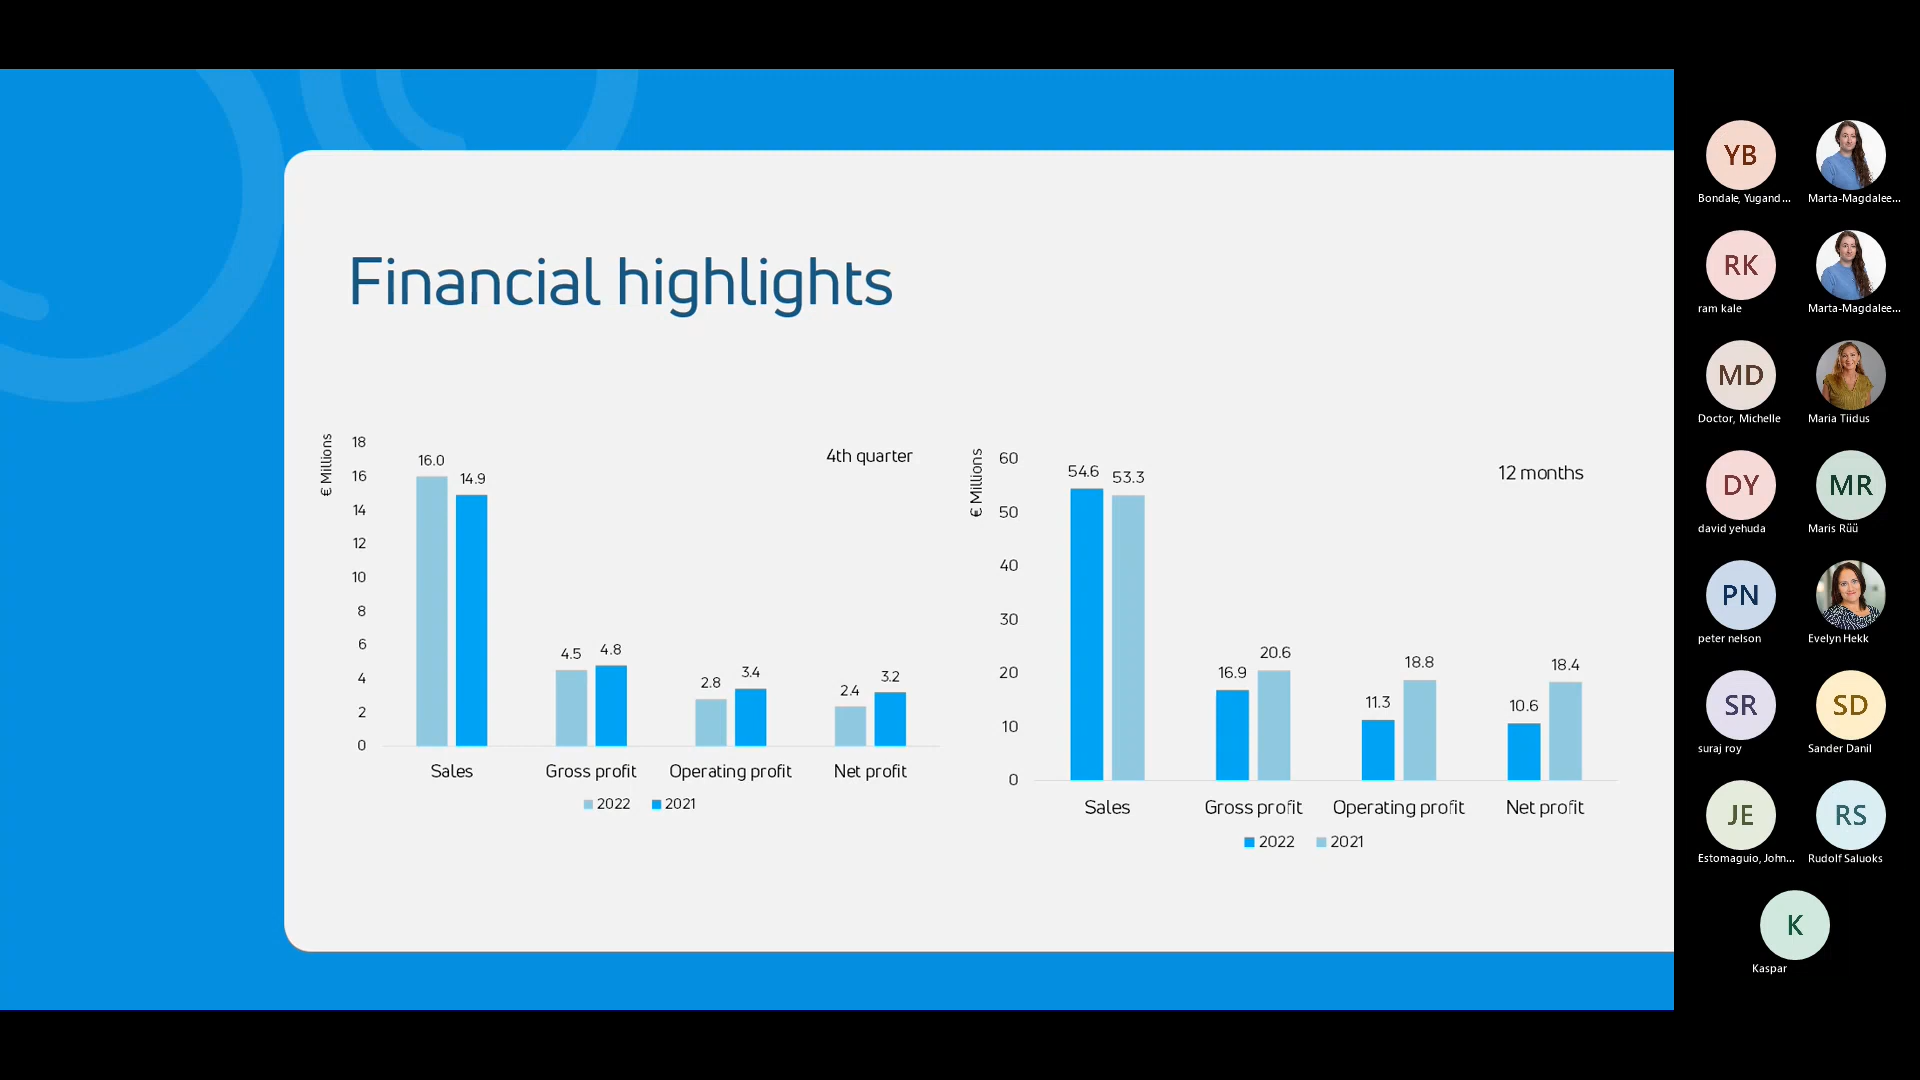 Financial highlights
€ Millions
4th quarter
18
16
14
12
10
8
6
4
2
0
16.0
14.9
4.5
4.8
2.8
3.4
2.4
3.2
Sales
Gross profit
Operating profit
Net profit
2022
2021
€ Millions
12 months
60
50
40
30
20
10
0
54.6
53.3
16.9
20.6
11.3
18.8
10.6
18.4
Sales
Gross profit
Operating profit
Net profit
2022
2021
YB
Bondale, Yugand...
Marta-Magdalee...
RK
ram kale
Marta-Magdalee...
MD
Doctor, Michelle
Maria Tiidus
DY
david yehuda
MR
Maris Rüü
PN
peter nelson
Evelyn Hekk
SR
suraj roy
SD
Sander Danil
JE
Estomaguio, John...
RS
Rudolf Saluoks
K
Kaspar